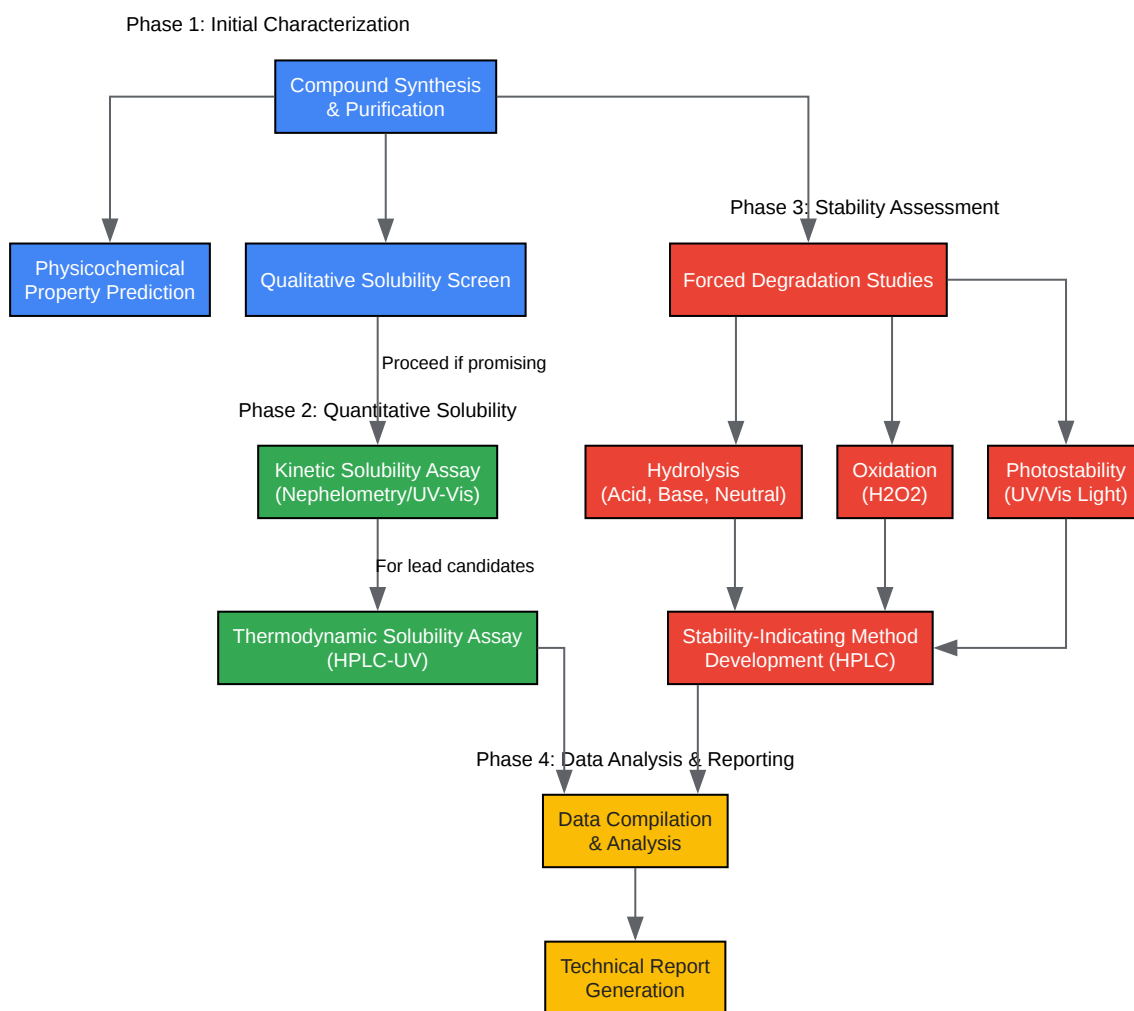 Phase 1: Initial Characterization
Compound Synthesis
& Purification
Phase 3: Stability Assessment
Physicochemical
Property Prediction
Qualitative Solubility Screen
Forced Degradation Studies
Proceed if promising
Phase 2: Quantitative Solubility
Kinetic Solubility Assay
(Nephelometry/UV-Vis)
Hydrolysis
(Acid, Base, Neutral)
Oxidation
(H2O2)
Photostability
(UV/Vis Light)
For lead candidates
Thermodynamic Solubility Assay
(HPLC-UV)
Stability-Indicating Method
Development (HPLC)
Phase 4: Data Analysis & Reporting
Data Compilation
& Analysis
Technical Report
Generation